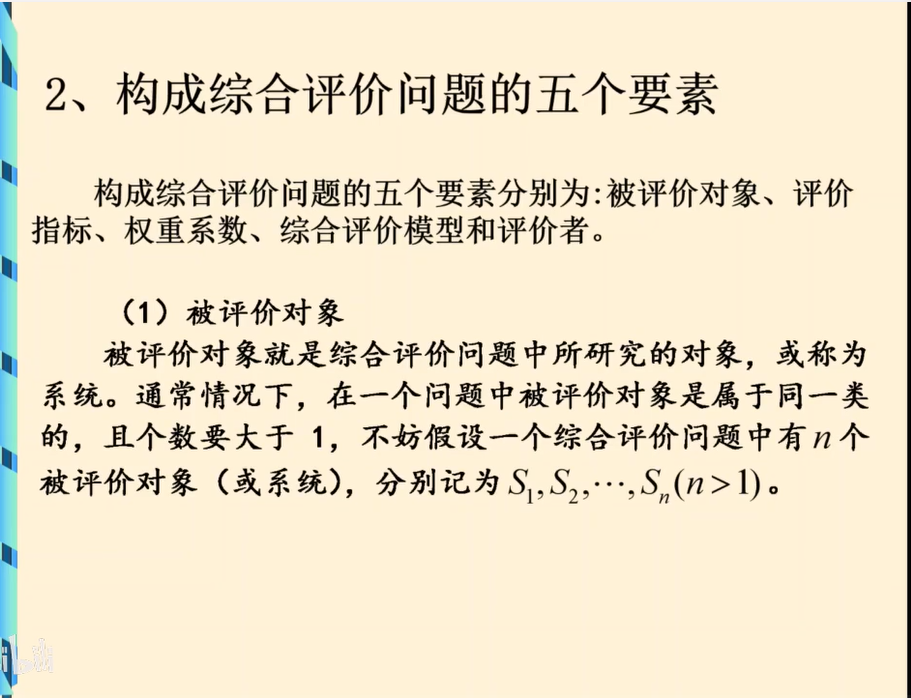 2、构成综合评价问题的五个要素
构成综合评价问题的五个要素分别为:被评价对象、评价
指标、权重系数、综合评价模型和评价者。
（1）被评价对象
被评价对象就是综合评价问题中所研究的对象，或称为
系统。通常情况下，在一个问题中被评价对象是属于同一类
的，且个数要大于 1，不妨假设一个综合评价问题中有n个
被评价对象（或系统），分别记为S₁,S₂,⋯,Sₙ(n>1)。